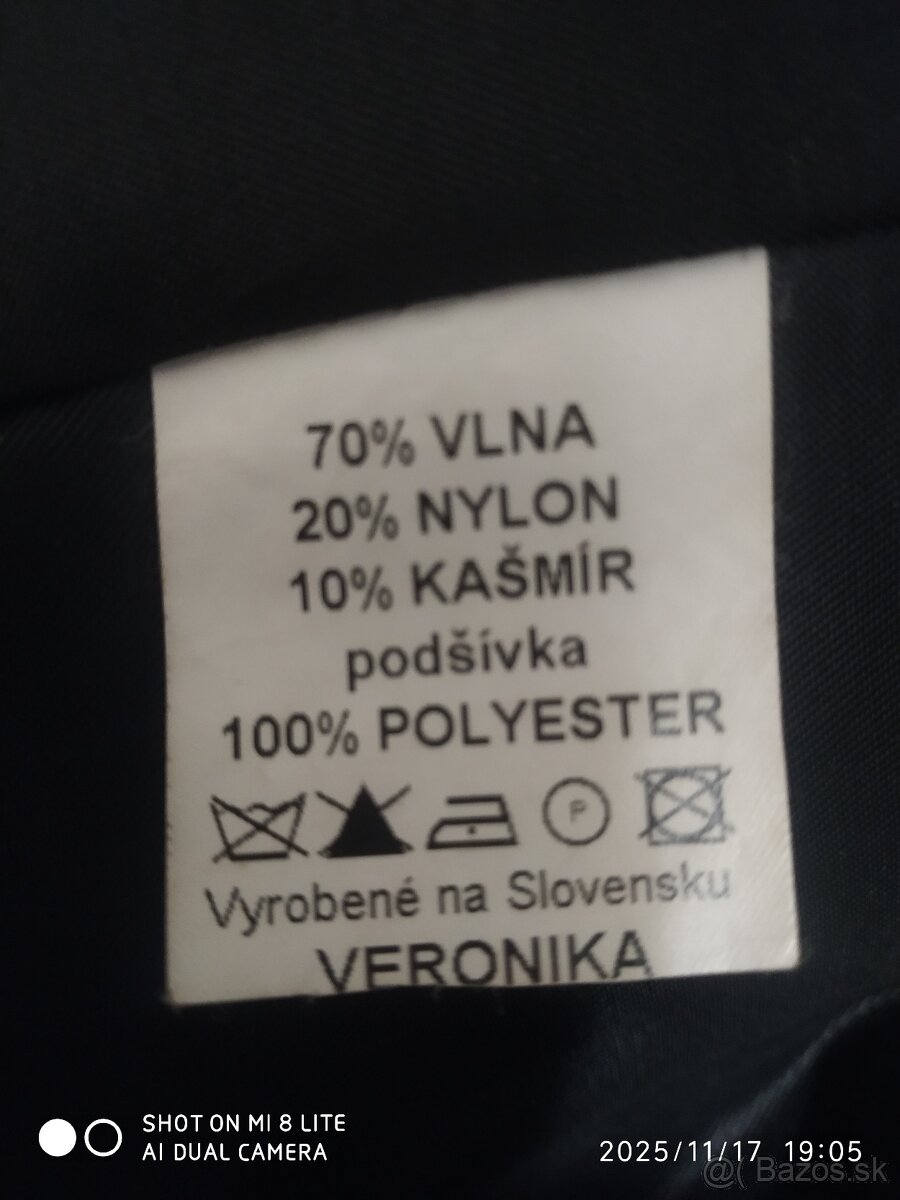 70% VLNA
20% NYLON
10% KAŠMÍR
podšívka
100% POLYESTER
P
Vyrobené na Slovensku
VERONIKA
SHOT ON MI 8 LITE
AI DUAL CAMERA
2025/11/17 19:05
@( Bazos.sk